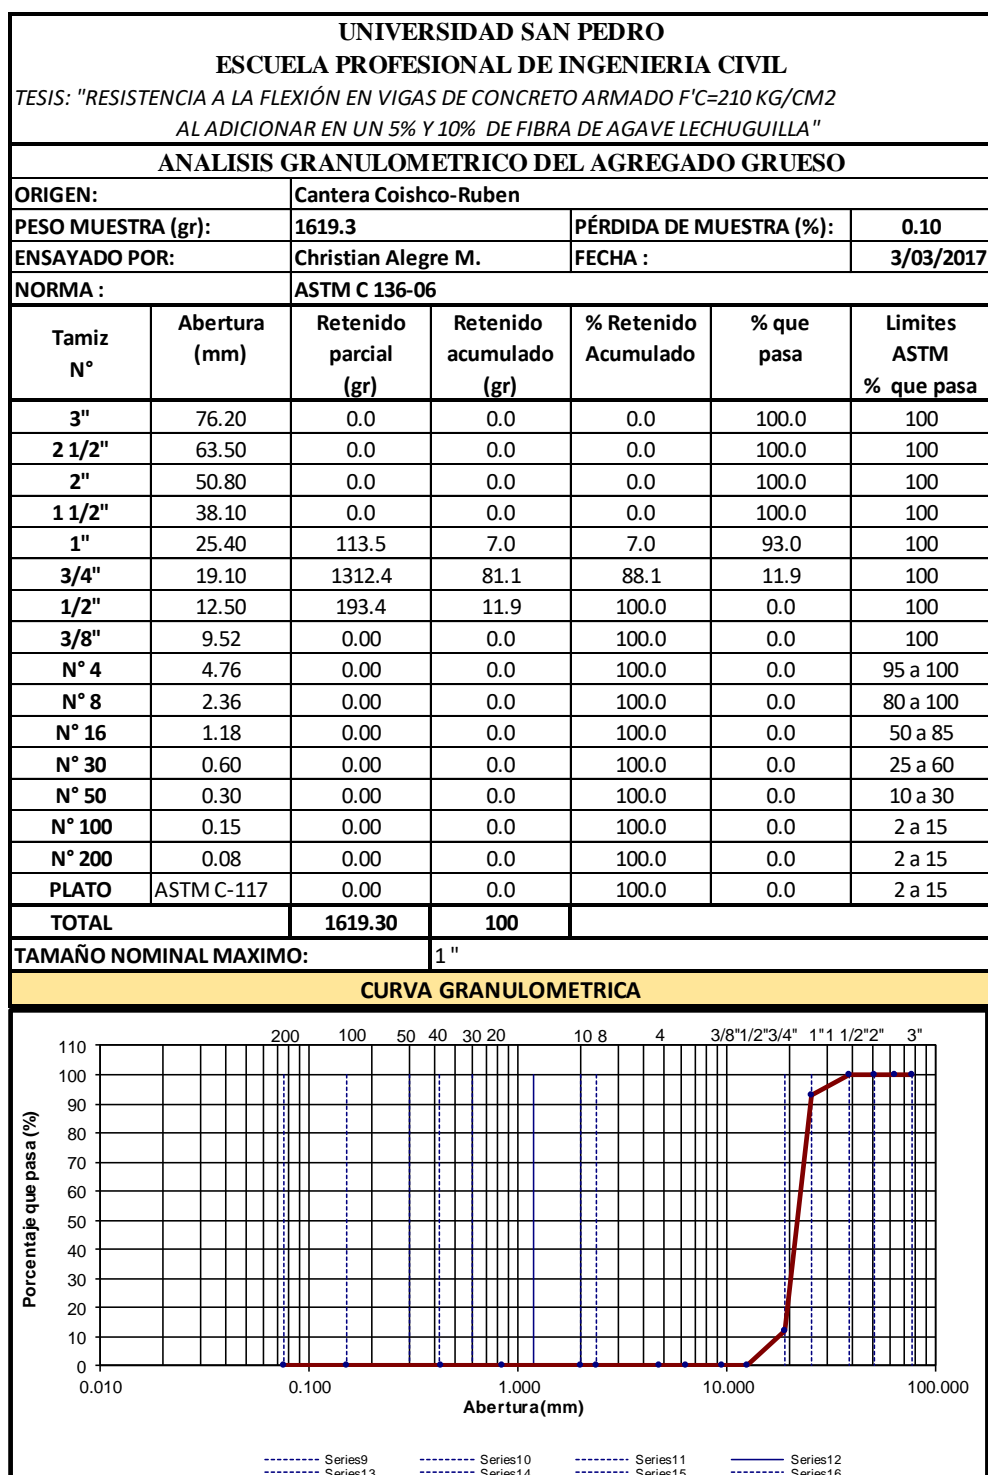 UNIVERSIDAD SAN PEDRO
ESCUELA PROFESIONAL DE INGENIERIA CIVIL
TESIS: "RESISTENCIA A LA FLEXIÓN EN VIGAS DE CONCRETO ARMADO F'C=210 KG/CM2
AL ADICIONAR EN UN 5% Y 10% DE FIBRA DE AGAVE LECHUGUILLA"
ANALISIS GRANULOMETRICO DEL AGREGADO GRUESO
ORIGEN: Cantera Coishco-Ruben
PESO MUESTRA (gr): 1619.3 PÉRDIDA DE MUESTRA (%): 0.10
ENSAYADO POR: Christian Alegre M. FECHA : 3/03/2017
NORMA : ASTM C 136-06
Tamiz N° Abertura (mm) Retenido parcial (gr) Retenido acumulado (gr) % Retenido Acumulado % que pasa Limites ASTM % que pasa
3" 76.20 0.0 0.0 0.0 100.0 100
2 1/2" 63.50 0.0 0.0 0.0 100.0 100
2" 50.80 0.0 0.0 0.0 100.0 100
1 1/2" 38.10 0.0 0.0 0.0 100.0 100
1" 25.40 113.5 7.0 7.0 93.0 100
3/4" 19.10 1312.4 81.1 88.1 11.9 100
1/2" 12.50 193.4 11.9 100.0 0.0 100
3/8" 9.52 0.00 0.0 100.0 0.0 100
N° 4 4.76 0.00 0.0 100.0 0.0 95 a 100
N° 8 2.36 0.00 0.0 100.0 0.0 80 a 100
N° 16 1.18 0.00 0.0 100.0 0.0 50 a 85
N° 30 0.60 0.00 0.0 100.0 0.0 25 a 60
N° 50 0.30 0.00 0.0 100.0 0.0 10 a 30
N° 100 0.15 0.00 0.0 100.0 0.0 2 a 15
N° 200 0.08 0.00 0.0 100.0 0.0 2 a 15
PLATO ASTM C-117 0.00 0.0 100.0 0.0 2 a 15
TOTAL 1619.30 100
TAMAÑO NOMINAL MAXIMO: 1 "
CURVA GRANULOMETRICA
200 100 50 40 30 20 10 8 4 3/8" 1/2" 3/4" 1" 1 1/2" 2" 3"
110
100
90
80
70
60
50
40
30
20
10
0
Porcentaje que pasa (%)
0.010 0.100 1.000 10.000 100.000
Abertura (mm)
Series9 Series10 Series11 Series12
Series13 Series14 Series15 Series16